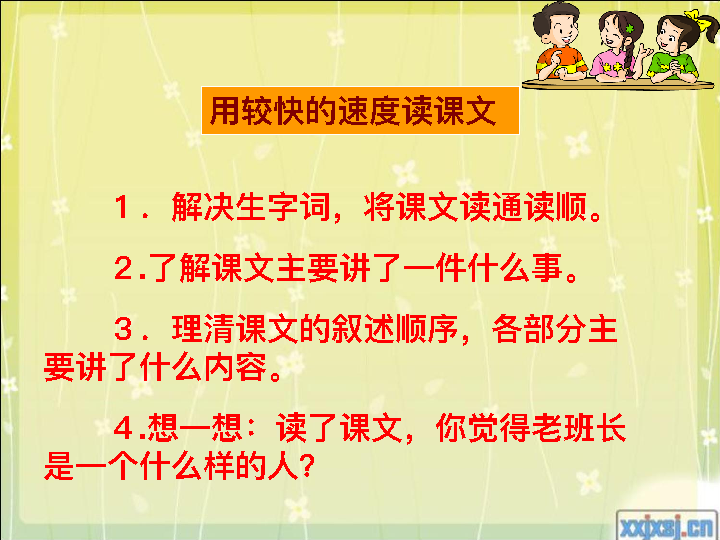 用较快的速度读课文
１．解决生字词，将课文读通读顺。
２.了解课文主要讲了一件什么事。
３．理清课文的叙述顺序，各部分主
要讲了什么内容。
４.想一想：读了课文，你觉得老班长
是一个什么样的人？
xxjxsj.cn